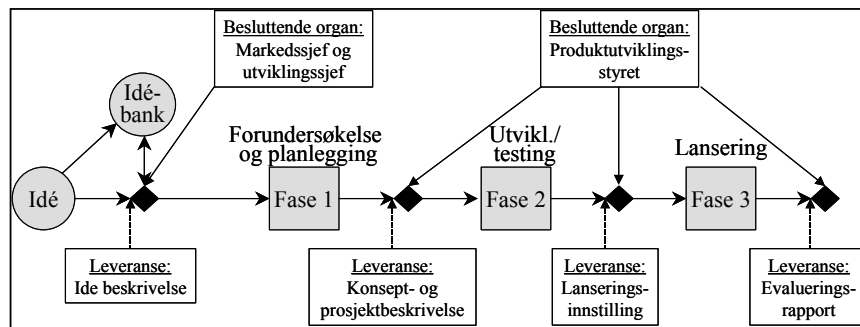 Besluttende organ:
Markedssjef og
utviklingssjef
Besluttende organ:
Produktutviklings-
styret
Idé-
bank
Forundersøkelse
og planlegging
Utvikl./
testing
Lansering
Idé
Fase 1
Fase 2
Fase 3
Leveranse:
Ide beskrivelse
Leveranse:
Konsept- og
prosjektbeskrivelse
Leveranse:
Lanserings-
innstilling
Leveranse:
Evaluerings-
rapport